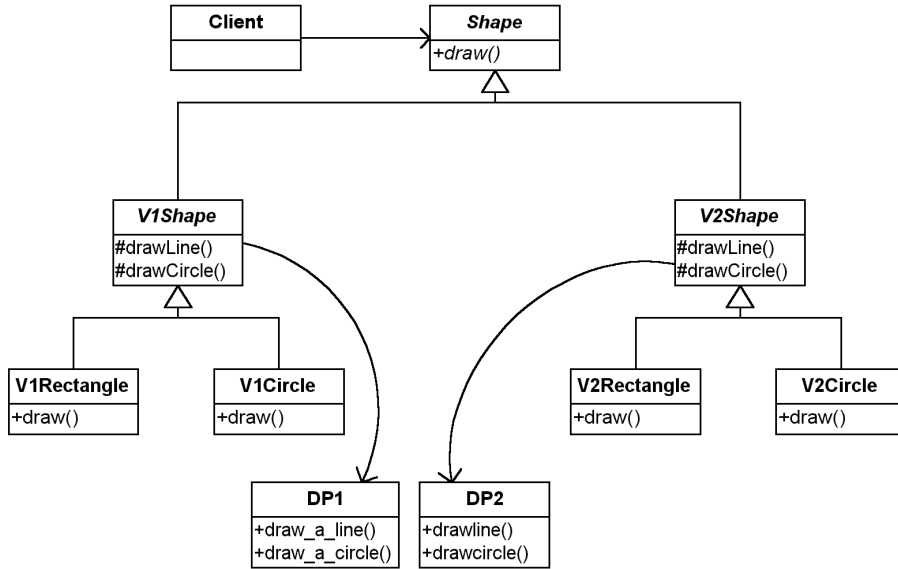 Client
Shape
+draw()
V1Shape
#drawLine()
#drawCircle()
V2Shape
#drawLine()
#drawCircle()
V1Rectangle
+draw()
V1Circle
+draw()
V2Rectangle
+draw()
V2Circle
+draw()
DP1
+draw_a_line()
+draw_a_circle()
DP2
+drawline()
+drawcircle()